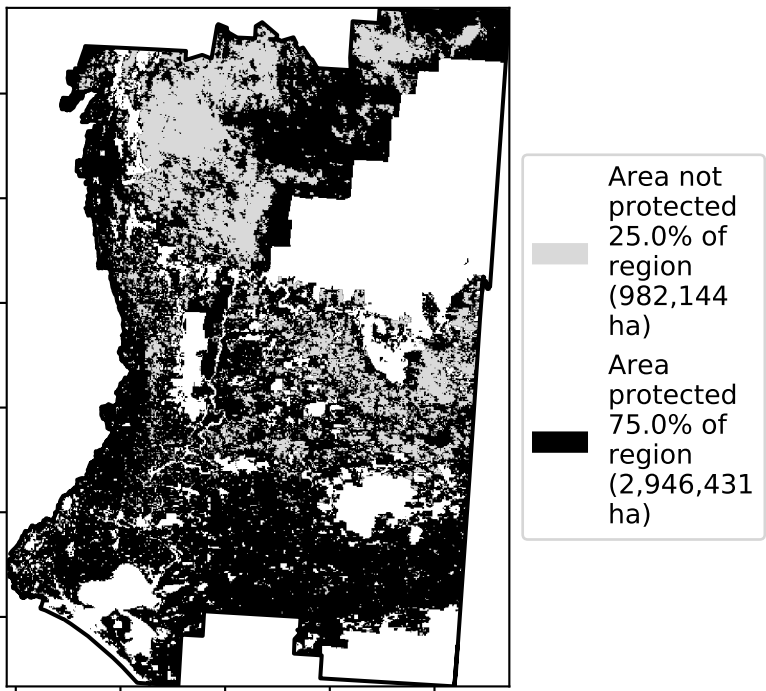 Area not
protected
25.0% of
region
(982,144
ha)
Area
protected
75.0% of
region
(2,946,431
ha)